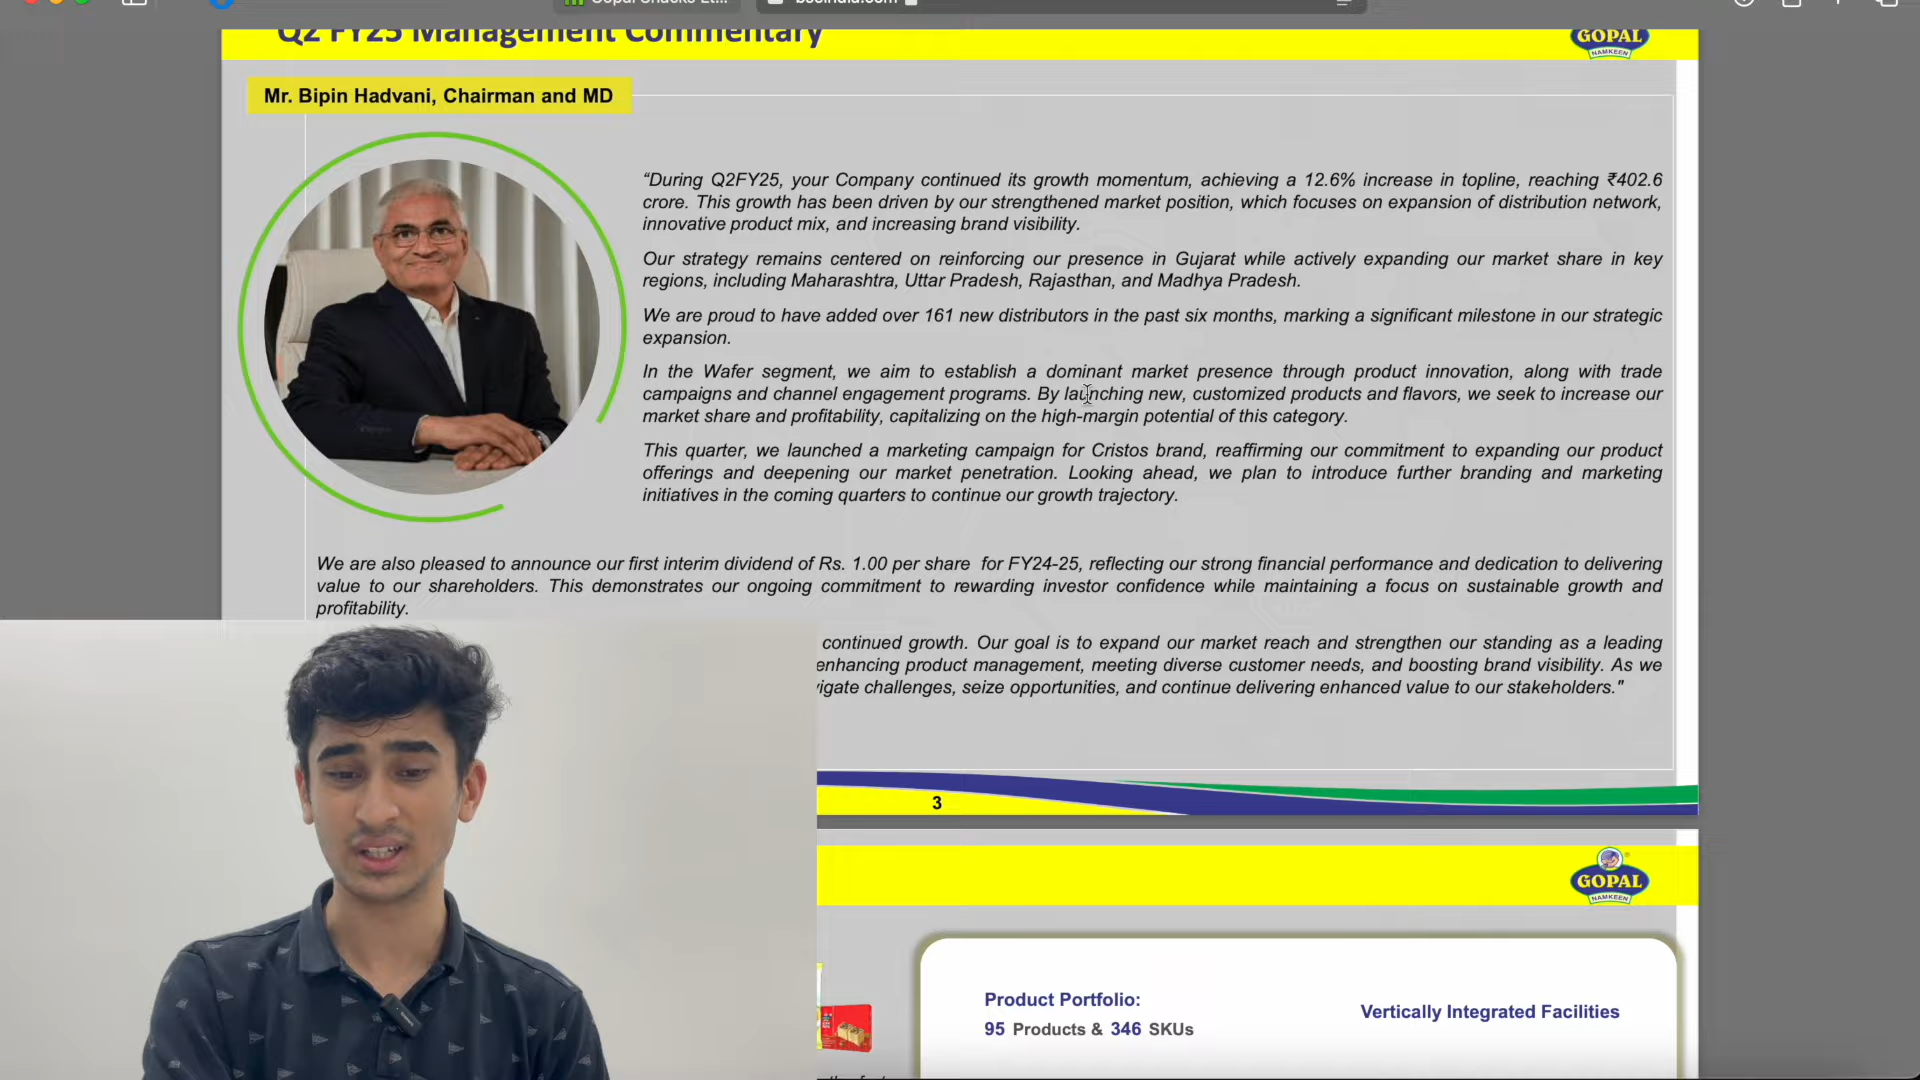 Gopal Snacks Lt...
bseindia.com
Q2 FY25 Management Commentary
GOPAL
NAMKEEN
Mr. Bipin Hadvani, Chairman and MD
“During Q2FY25, your Company continued its growth momentum, achieving a 12.6% increase in topline, reaching ₹402.6
crore. This growth has been driven by our strengthened market position, which focuses on expansion of distribution network,
innovative product mix, and increasing brand visibility.
Our strategy remains centered on reinforcing our presence in Gujarat while actively expanding our market share in key
regions, including Maharashtra, Uttar Pradesh, Rajasthan, and Madhya Pradesh.
We are proud to have added over 161 new distributors in the past six months, marking a significant milestone in our strategic
expansion.
In the Wafer segment, we aim to establish a dominant market presence through product innovation, along with trade
campaigns and channel engagement programs. By launching new, customized products and flavors, we seek to increase our
market share and profitability, capitalizing on the high-margin potential of this category.
This quarter, we launched a marketing campaign for Cristos brand, reaffirming our commitment to expanding our product
offerings and deepening our market penetration. Looking ahead, we plan to introduce further branding and marketing
initiatives in the coming quarters to continue our growth trajectory.
We are also pleased to announce our first interim dividend of Rs. 1.00 per share for FY24-25, reflecting our strong financial performance and dedication to delivering
value to our shareholders. This demonstrates our ongoing commitment to rewarding investor confidence while maintaining a focus on sustainable growth and
profitability.
continued growth. Our goal is to expand our market reach and strengthen our standing as a leading
enhancing product management, meeting diverse customer needs, and boosting brand visibility. As we
vigate challenges, seize opportunities, and continue delivering enhanced value to our stakeholders."
3
GOPAL
NAMKEEN
Product Portfolio:
95 Products & 346 SKUs
Vertically Integrated Facilities